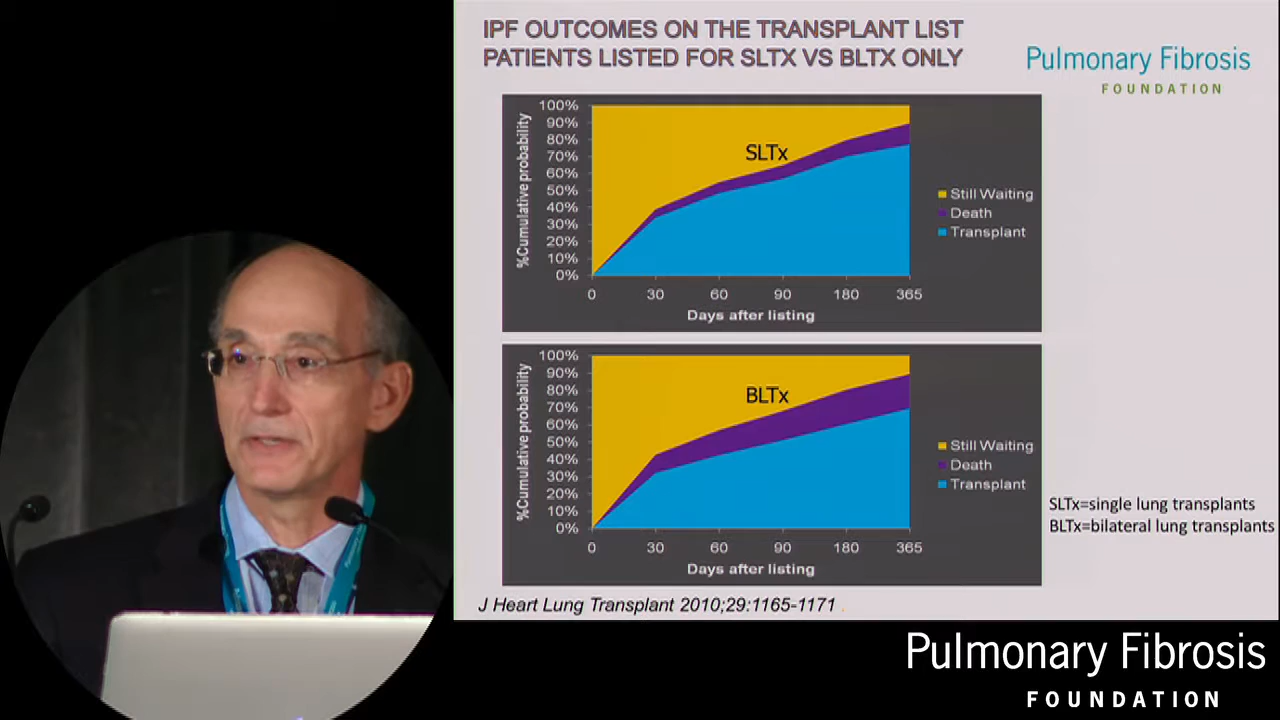 IPF OUTCOMES ON THE TRANSPLANT LIST
PATIENTS LISTED FOR SLTX VS BLTX ONLY
Pulmonary Fibrosis
FOUNDATION
100%
90%
80%
70%
60%
50%
40%
30%
20%
10%
0%
%Cumulative probability
SLTx
Still Waiting
Death
Transplant
0 30 60 90 180 365
Days after listing
100%
90%
80%
70%
60%
50%
40%
30%
20%
10%
0%
%Cumulative probability
BLTx
Still Waiting
Death
Transplant
0 30 60 90 180 365
Days after listing
SLTx=single lung transplants
BLTx=bilateral lung transplants
J Heart Lung Transplant 2010;29:1165-1171
Pulmonary Fibrosis
FOUNDATION